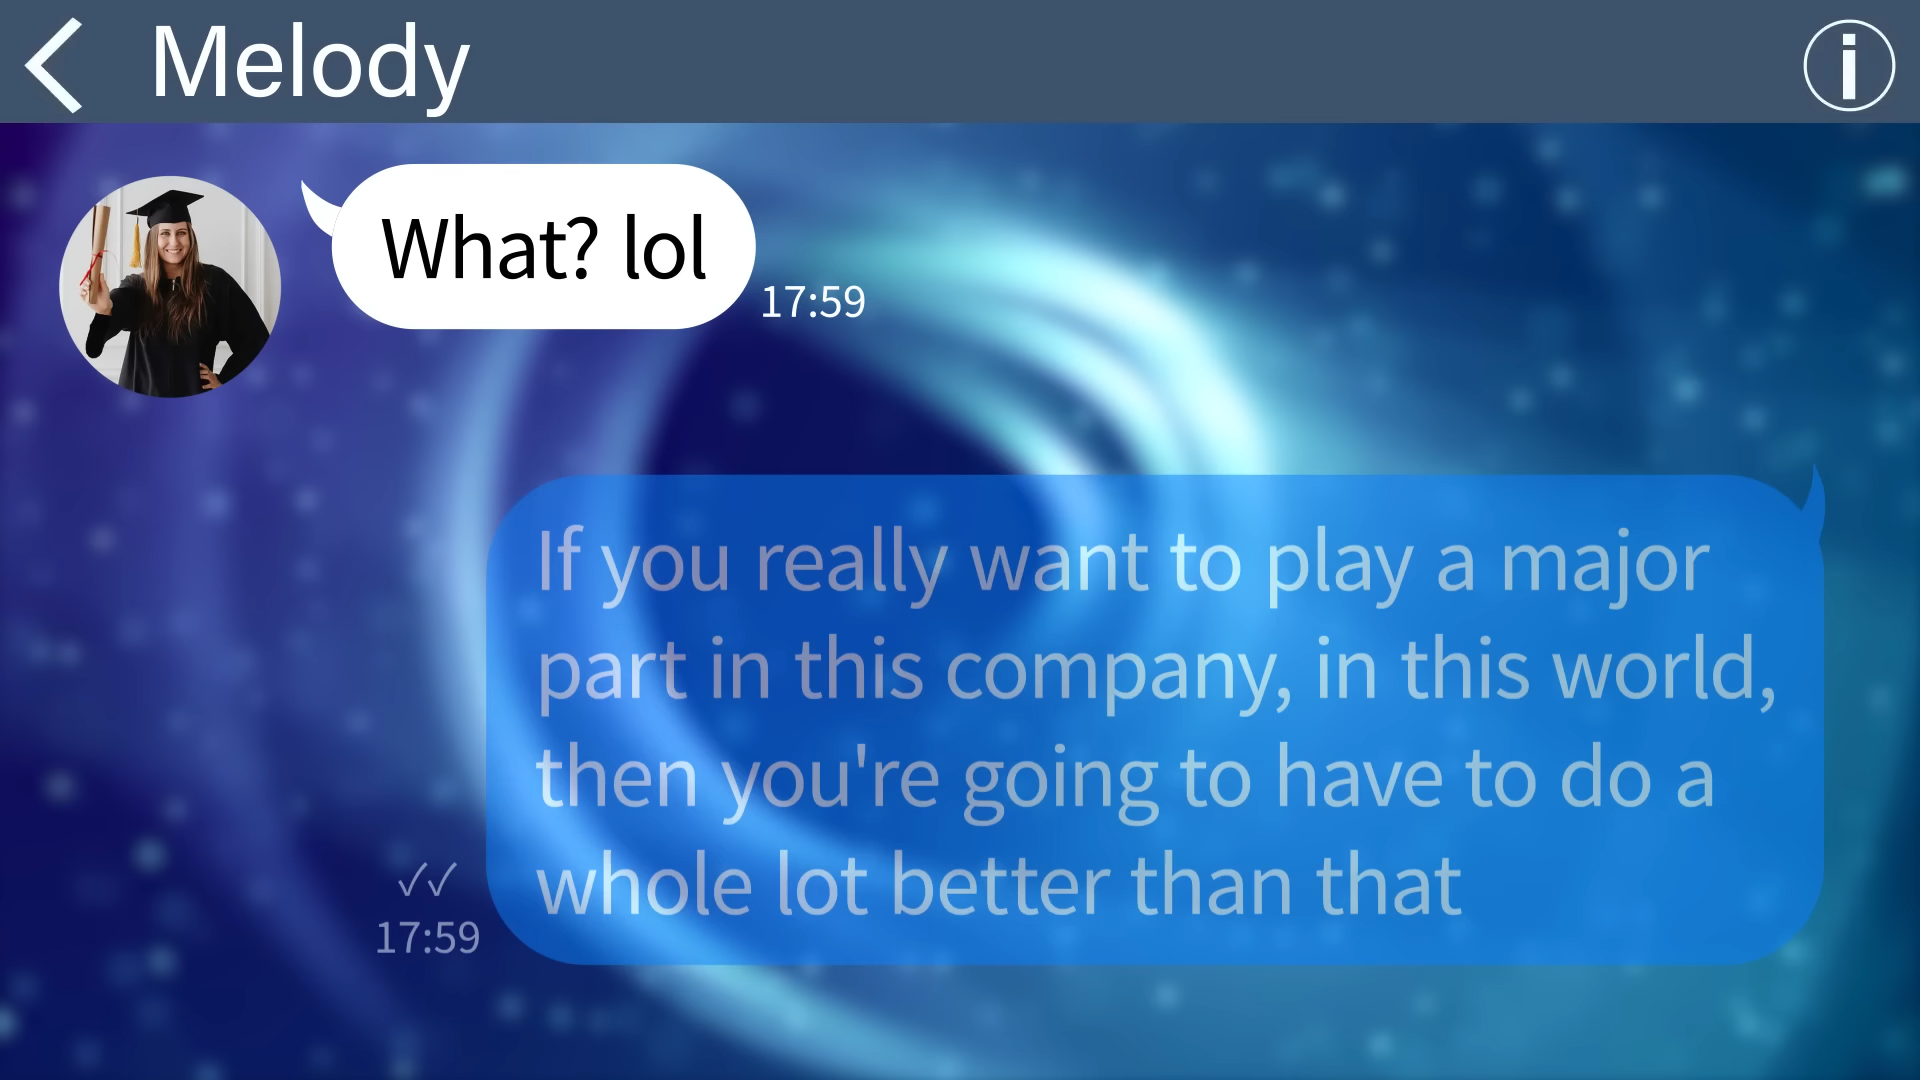 Melody
What? lol
17:59
If you really want to play a major
part in this company, in this world,
then you're going to have to do a
whole lot better than that
17:59